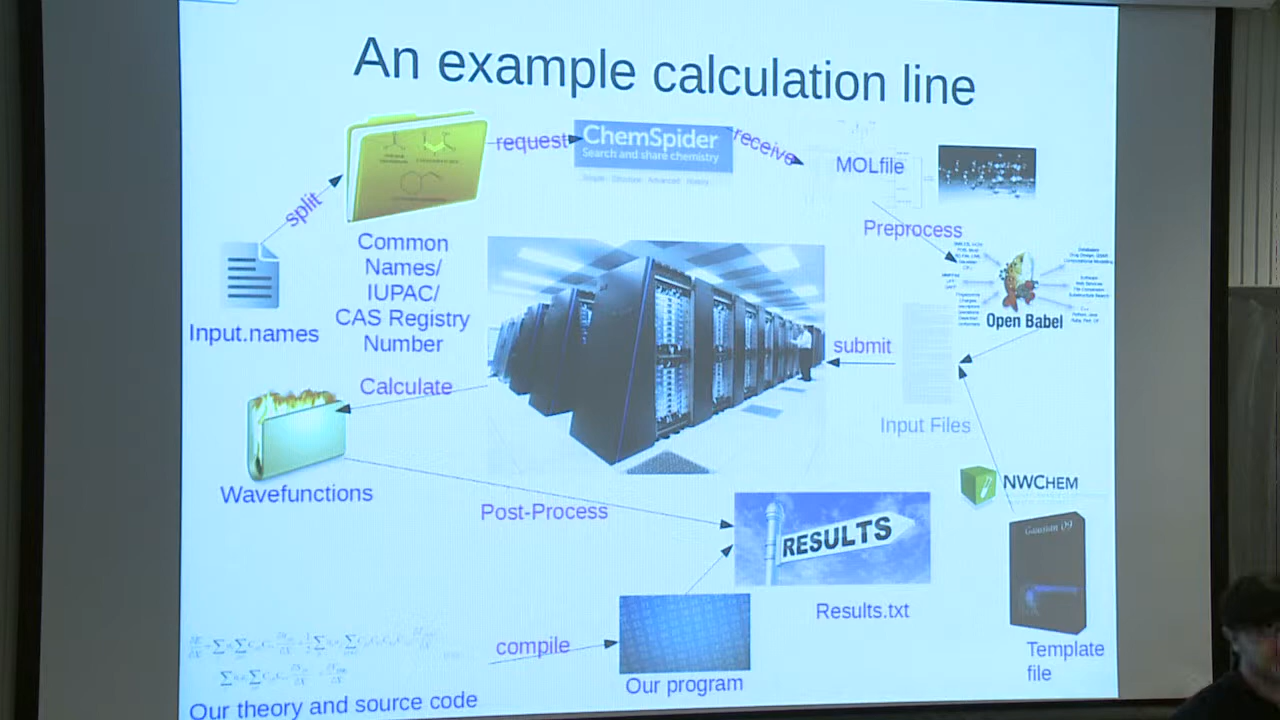 An example calculation line
request
ChemSpider
Search and share chemistry
receive
MOLfile
split
Preprocess
Common
Names/
IUPAC/
CAS Registry
Number
Input.names
Open Babel
submit
Calculate
Input Files
Wavefunctions
NWCHEM
Post-Process
RESULTS
Gaussian 09
Results.txt
compile
Our program
Template
file
Our theory and source code